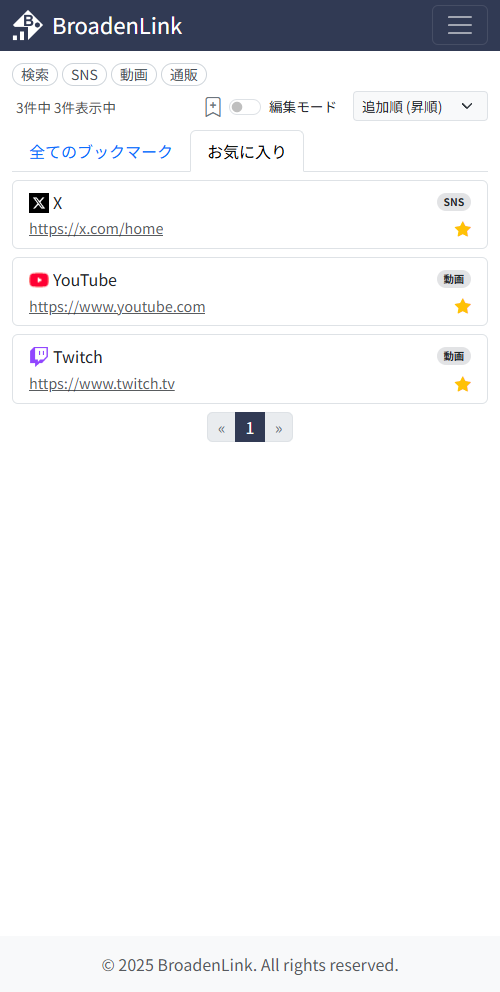 BroadenLink
検索 SNS 動画 通販
3件中 3件表示中 編集モード 追加順 (昇順)
全てのブックマーク お気に入り
X SNS
https://x.com/home
YouTube 動画
https://www.youtube.com
Twitch 動画
https://www.twitch.tv
« 1 »
© 2025 BroadenLink. All rights reserved.